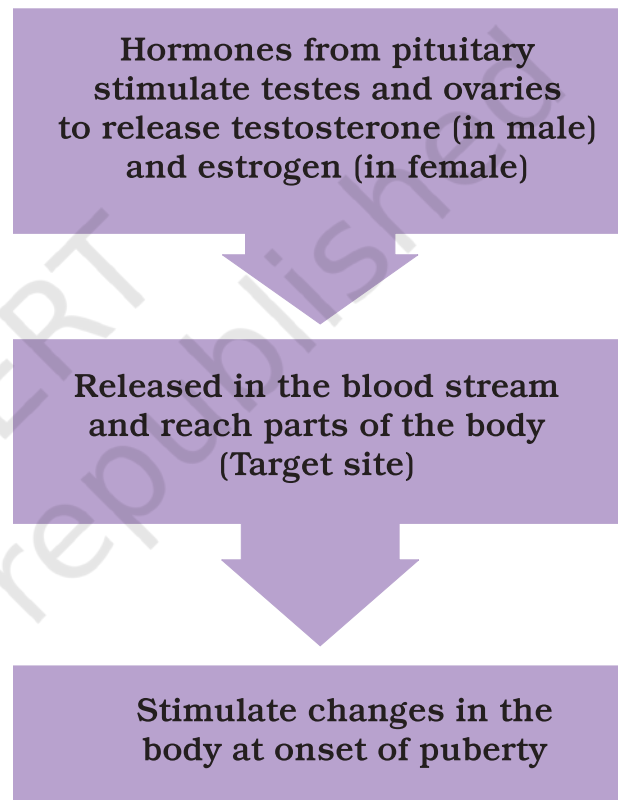 Hormones from pituitary
stimulate testes and ovaries
to release testosterone (in male)
and estrogen (in female)
Released in the blood stream
and reach parts of the body
(Target site)
Stimulate changes in the
body at onset of puberty
ERT
republished